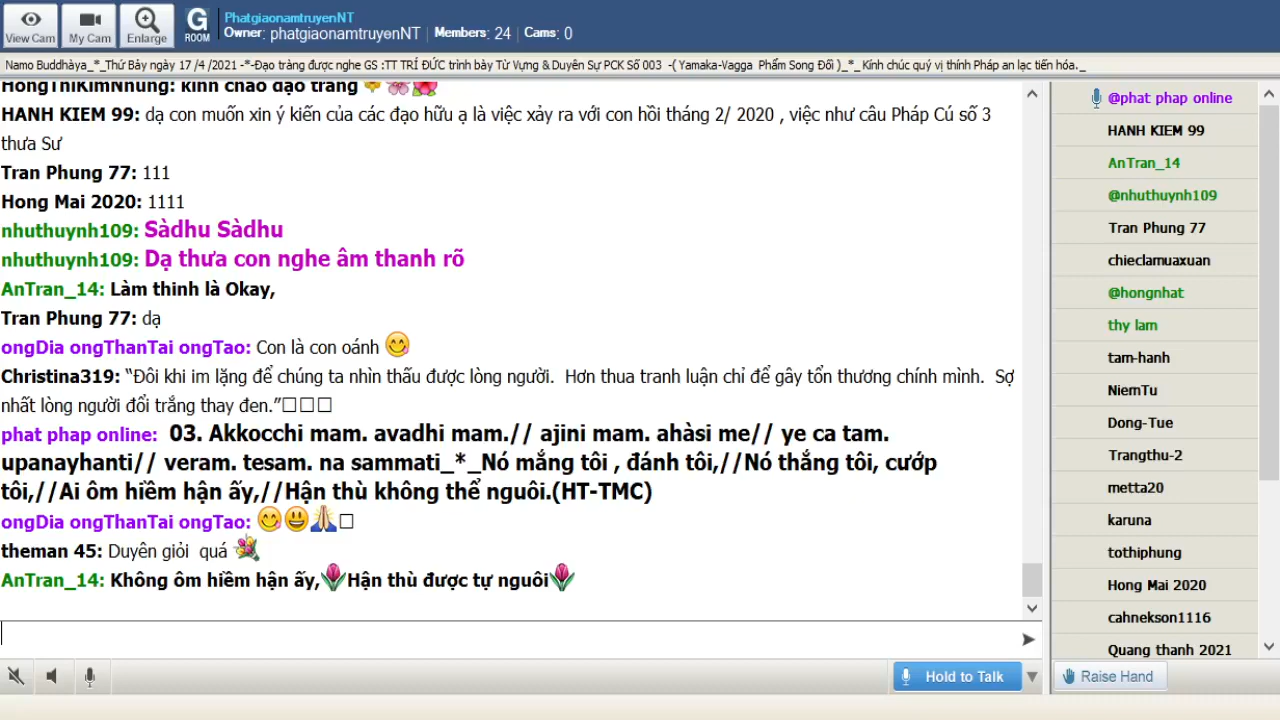 View Cam
My Cam
Enlarge
G
ROOM
PhatgiaonamtruyenNT
Owner: phatgiaonamtruyenNT | Members: 24 | Cams: 0
Namo Buddhàya_*_Thứ Bảy ngày 17 /4 /2021 -*-Đạo tràng được nghe GS :TT TRÍ ĐỨC trình bày Từ Vựng & Duyên Sự PCK Số 003 -( Yamaka-Vagga Phẩm Song Đối )_*_ Kính chúc quý vị thính Pháp an lạc tiến hóa._
HongThiKimNhung: kính chào đạo tràng
HANH KIEM 99: dạ con muốn xin ý kiến của các đạo hữu ạ là việc xảy ra với con hồi tháng 2/ 2020 , việc như câu Pháp Cú số 3
thưa Sư
Tran Phung 77: 111
Hong Mai 2020: 1111
nhuthuynh109: Sàdhu Sàdhu
nhuthuynh109: Dạ thưa con nghe âm thanh rõ
AnTran_14: Làm thinh là Okay,
Tran Phung 77: dạ
ongDia ongThanTai ongTao: Con là con oánh 😋
Christina319: “Đôi khi im lặng để chúng ta nhìn thấu được lòng người. Hơn thua tranh luận chỉ để gây tổn thương chính mình. Sợ
nhất lòng người đổi trắng thay đen.”□□□
phat phap online: 03. Akkocchi mam. avadhi mam.// ajini mam. ahàsi me// ye ca tam.
upanayhanti// veram. tesam. na sammati_*_Nó mắng tôi , đánh tôi,//Nó thắng tôi, cướp
tôi,//Ai ôm hiềm hận ấy,//Hận thù không thể nguôi.(HT-TMC)
ongDia ongThanTai ongTao: 😋😃🙏□
theman 45: Duyên giỏi quá 💐
AnTran_14: Không ôm hiềm hận ấy,🌷Hận thù được tự nguôi🌷
Hold to Talk
@phat phap online
HANH KIEM 99
AnTran_14
@nhuthuynh109
Tran Phung 77
chieclamuaxuan
@hongnhat
thy lam
tam-hanh
NiemTu
Dong-Tue
Trangthu-2
metta20
karuna
tothiphung
Hong Mai 2020
cahnekson1116
Quang thanh 2021
Raise Hand